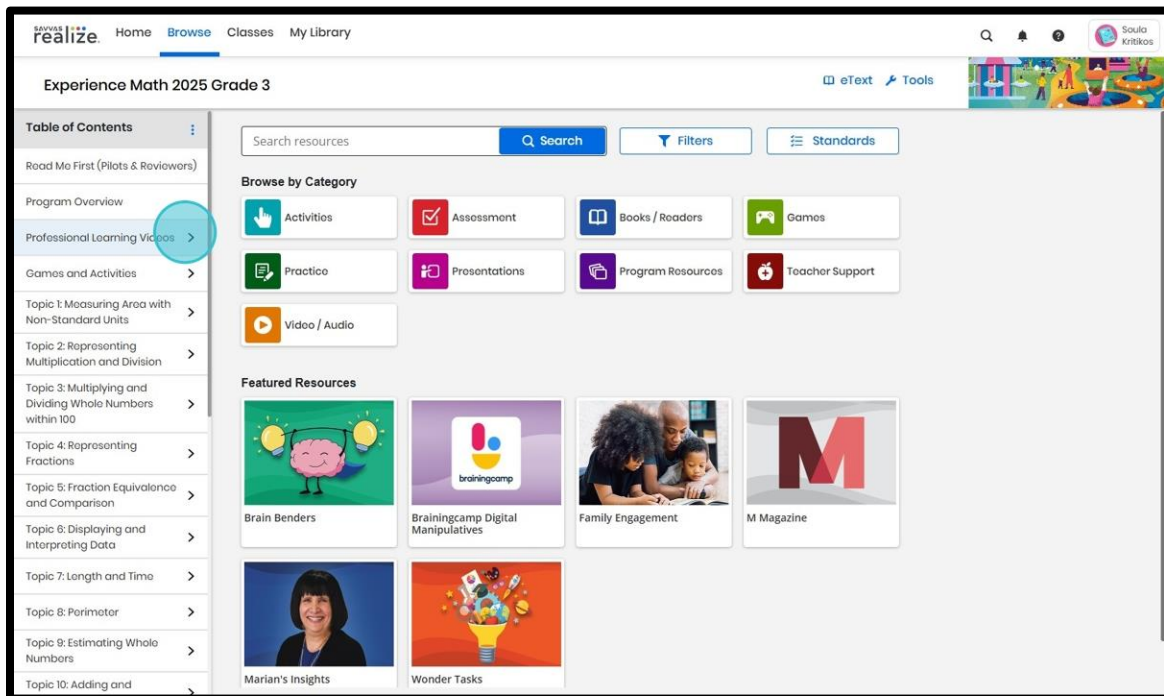 SAVVAS
realize.
Home Browse Classes My Library
Soula
Kritikos
Experience Math 2025 Grade 3
eText Tools
Table of Contents
Read Me First (Pilots & Reviewers)
Program Overview
Professional Learning Videos
Games and Activities
Topic 1: Measuring Area with
Non-Standard Units
Topic 2: Representing
Multiplication and Division
Topic 3: Multiplying and
Dividing Whole Numbers
within 100
Topic 4: Representing
Fractions
Topic 5: Fraction Equivalence
and Comparison
Topic 6: Displaying and
Interpreting Data
Topic 7: Length and Time
Topic 8: Perimeter
Topic 9: Estimating Whole
Numbers
Topic 10: Adding and
Search resources
Search
Filters
Standards
Browse by Category
Activities
Assessment
Books / Readers
Games
Practice
Presentations
Program Resources
Teacher Support
Video / Audio
Featured Resources
brainingcamp
M
Brain Benders
Brainingcamp Digital
Manipulatives
Family Engagement
M Magazine
Marian's Insights
Wonder Tasks